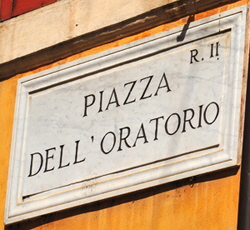 R. II
PIAZZA
DELL'ORATORIO